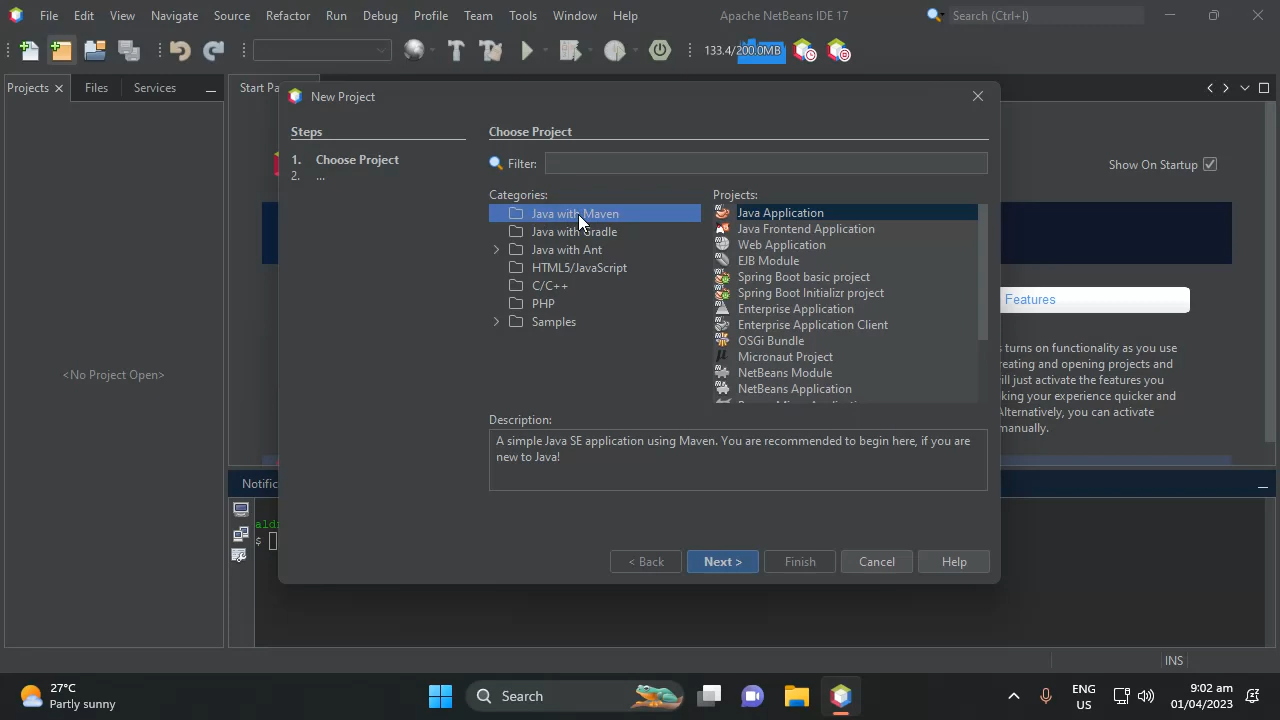 File Edit View Navigate Source Refactor Run Debug Profile Team Tools Window Help Apache NetBeans IDE 17 Search (Ctrl+I)
133.4/200.0MB
Projects Files Services Start Pa
New Project
Steps
1. Choose Project
2. ...
Choose Project
Filter:
Categories:
Java with Maven
Java with Gradle
Java with Ant
HTML5/JavaScript
C/C++
PHP
Samples
Projects:
Java Application
Java Frontend Application
Web Application
EJB Module
Spring Boot basic project
Spring Boot Initializr project
Enterprise Application
Enterprise Application Client
OSGi Bundle
Micronaut Project
NetBeans Module
NetBeans Application
Description:
A simple Java SE application using Maven. You are recommended to begin here, if you are
new to Java!
< Back Next > Finish Cancel Help
Show On Startup
Features
turns on functionality as you use
eating and opening projects and
ll just activate the features you
king your experience quicker and
Alternatively, you can activate
manually.
<No Project Open>
Notific
aldi
$
INS
27°C
Partly sunny
Search
ENG
US
9:02 am
01/04/2023